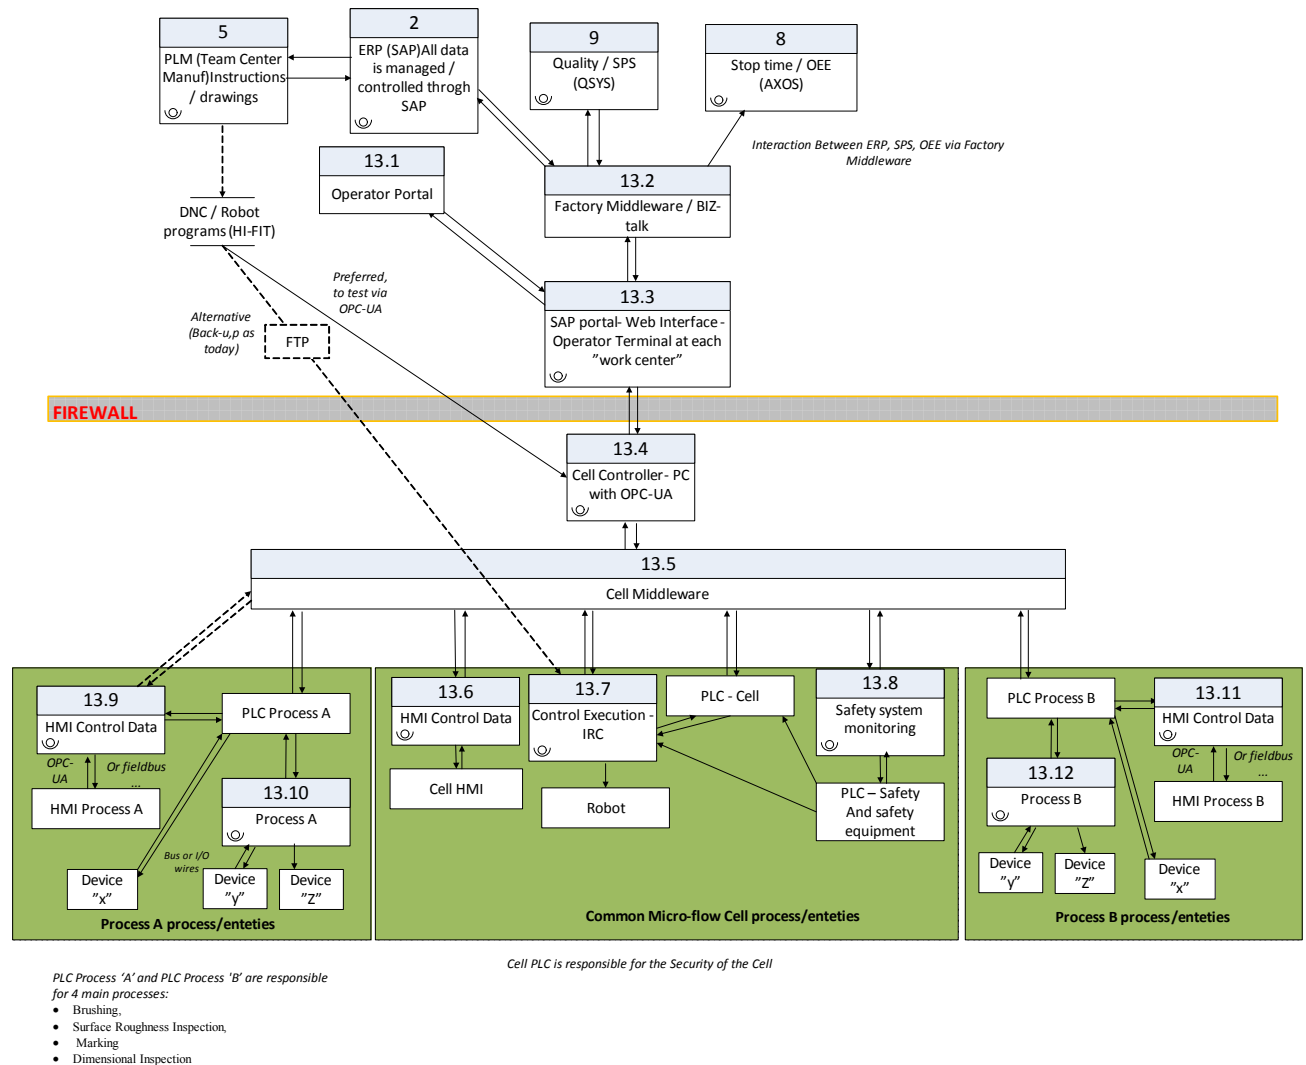 5
PLM (Team Center
Manuf)Instructions
/ drawings
2
ERP (SAP)All data
is managed /
controlled throgh
SAP
9
Quality / SPS
(QSYS)
8
Stop time / OEE
(AXOS)
Interaction Between ERP, SPS, OEE via Factory
Middleware
13.1
Operator Portal
13.2
Factory Middleware / BIZ-
talk
DNC / Robot
programs (HI-FIT)
Preferred,
to test via
OPC-UA
Alternative
(Back-u,p as
today)
FTP
13.3
SAP portal- Web Interface -
Operator Terminal at each
”work center”
FIREWALL
13.4
Cell Controller- PC
with OPC-UA
13.5
Cell Middleware
13.9
HMI Control Data
PLC Process A
OPC-
UA
Or fieldbus
...
HMI Process A
13.10
Process A
Bus or I/O
wires
Device
”x”
Device
”y”
Device
”Z”
Process A process/enteties
13.6
HMI Control Data
Cell HMI
13.7
Control Execution -
IRC
Robot
PLC - Cell
13.8
Safety system
monitoring
PLC – Safety
And safety
equipment
Common Micro-flow Cell process/enteties
PLC Process B
13.11
HMI Control Data
OPC-
UA
Or fieldbus
...
HMI Process B
13.12
Process B
Device
”y”
Device
”Z”
Device
”x”
Process B process/enteties
Cell PLC is responsible for the Security of the Cell
PLC Process ‘A’ and PLC Process 'B’ are responsible
for 4 main processes:
• Brushing,
• Surface Roughness Inspection,
• Marking
• Dimensional Inspection